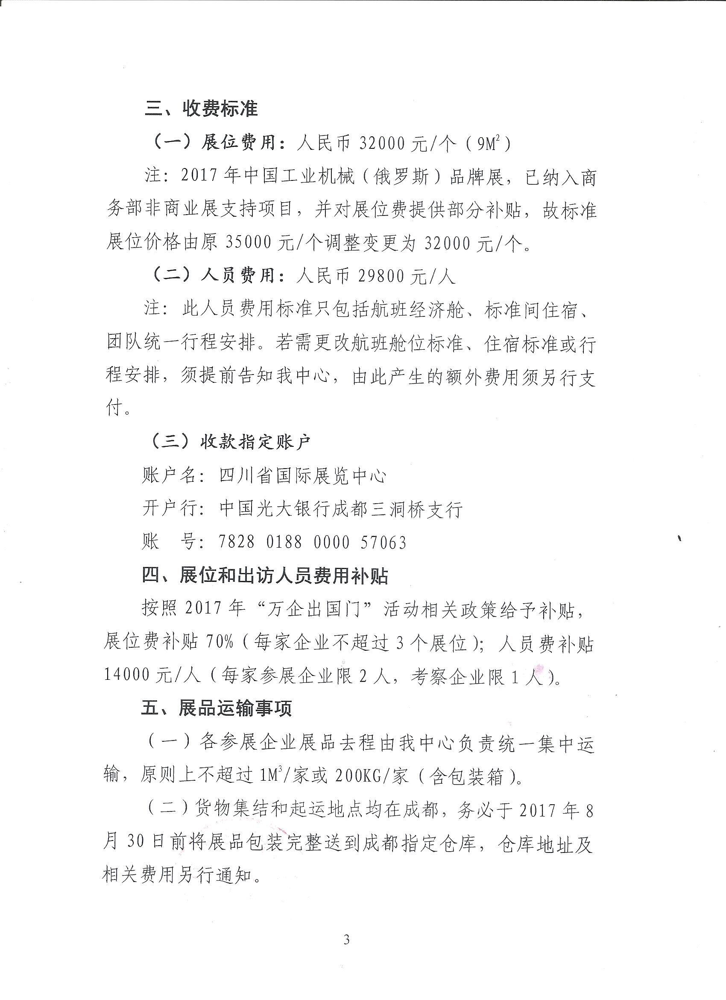 三、收费标准
（一）展位费用：人民币 32000 元/个（9M²）
注：2017 年中国工业机械（俄罗斯）品牌展，已纳入商
务部非商业展支持项目，并对展位费提供部分补贴，故标准
展位价格由原 35000 元/个调整变更为 32000 元/个。
（二）人员费用：人民币 29800 元/人
注：此人员费用标准只包括航班经济舱、标准间住宿、
团队统一行程安排。若需更改航班舱位标准、住宿标准或行
程安排，须提前告知我中心，由此产生的额外费用须另行支
付。
（三）收款指定账户
账户名：四川省国际展览中心
开户行：中国光大银行成都三洞桥支行
账　号：7828 0188 0000 57063
四、展位和出访人员费用补贴
按照 2017 年“万企出国门”活动相关政策给予补贴，
展位费补贴 70%（每家企业不超过 3 个展位）；人员费补贴
14000 元/人（每家参展企业限 2 人，考察企业限 1 人）。
五、展品运输事项
（一）各参展企业展品去程由我中心负责统一集中运
输，原则上不超过 1M³/家或 200KG/家（含包装箱）。
（二）货物集结和起运地点均在成都，务必于 2017 年 8
月 30 日前将展品包装完整送到成都指定仓库，仓库地址及
相关费用另行通知。
3